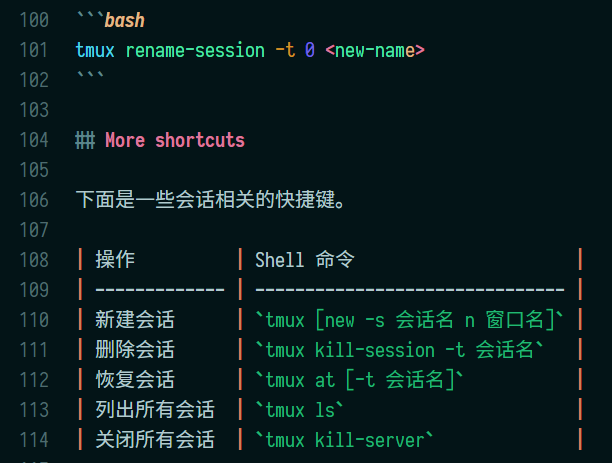 100 ```bash
101 tmux rename-session -t 0 <new-name>
102 ```
103
104 ## More shortcuts
105
106 下面是一些会话相关的快捷键。
107
108 | 操作 | Shell 命令 |
109 | ------------- | ------------------------------- |
110 | 新建会话 | `tmux [new -s 会话名 n 窗口名]` |
111 | 删除会话 | `tmux kill-session -t 会话名` |
112 | 恢复会话 | `tmux at [-t 会话名]` |
113 | 列出所有会话 | `tmux ls` |
114 | 关闭所有会话 | `tmux kill-server` |